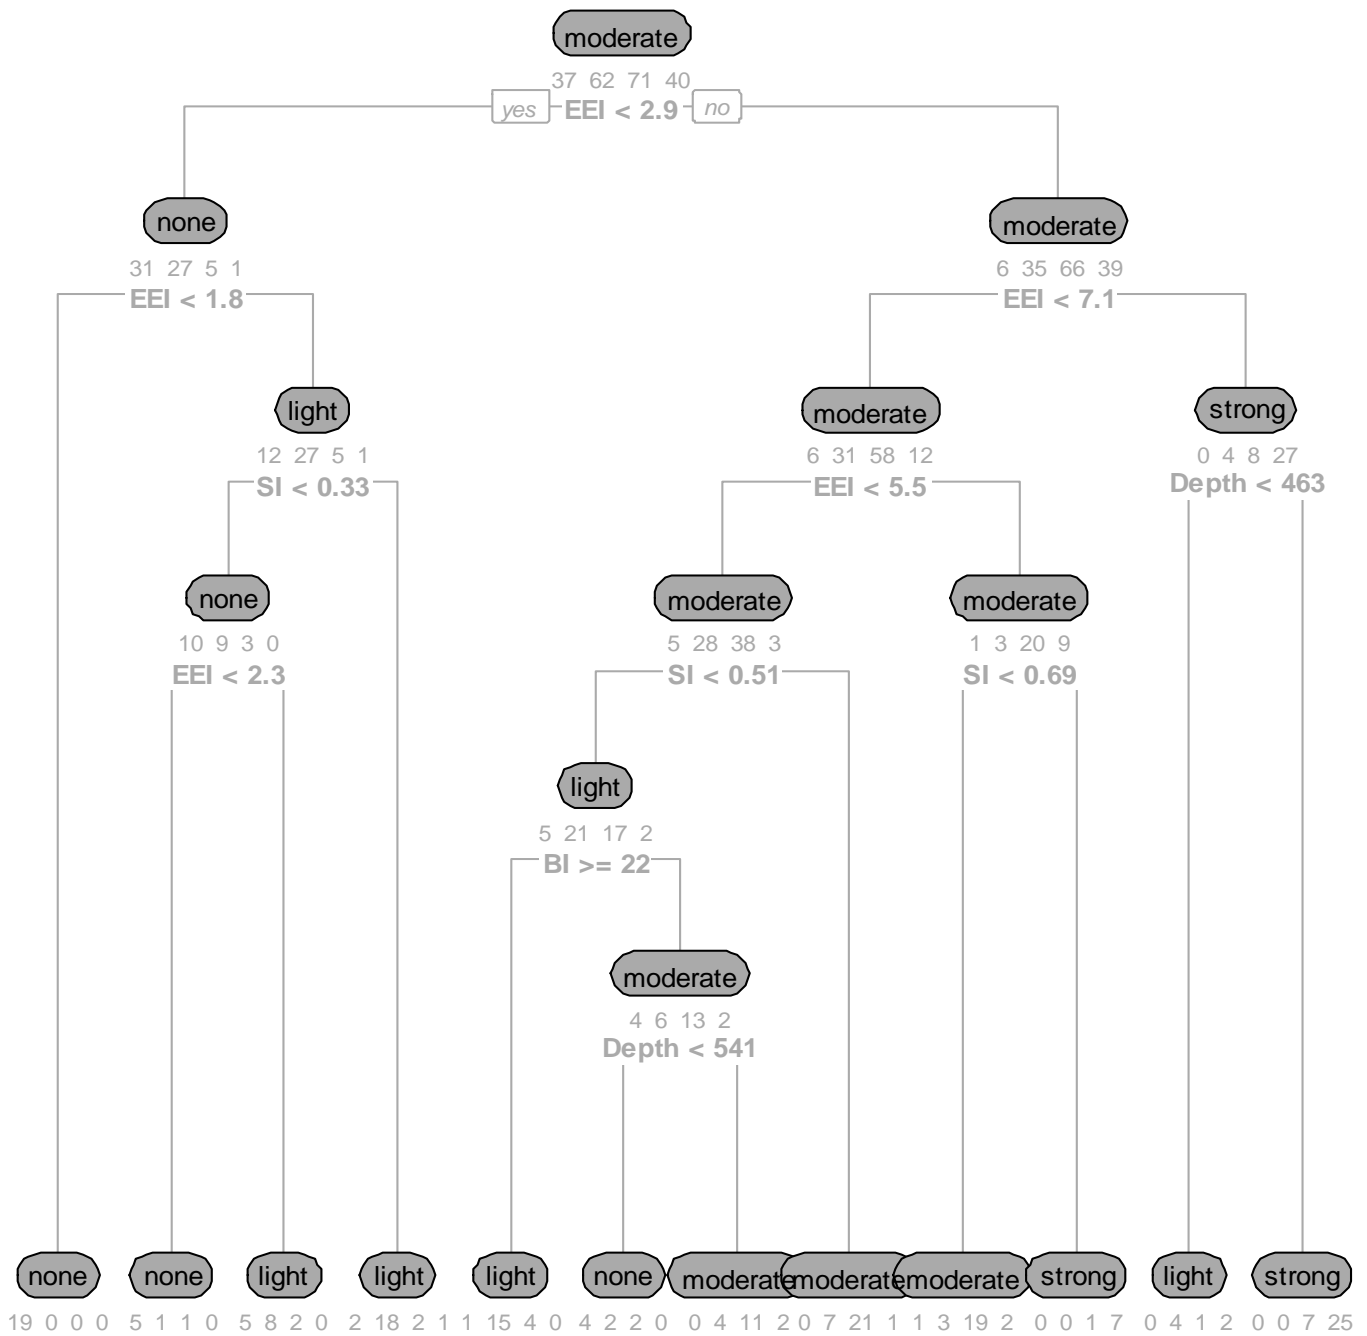 moderate
37 62 71 40
yes EEI < 2.9 no
none moderate
31 27 5 1 6 35 66 39
EEI < 1.8 EEI < 7.1
light moderate strong
12 27 5 1 6 31 58 12 0 4 8 27
SI < 0.33 EEI < 5.5 Depth < 463
none moderate moderate
10 9 3 0 5 28 38 3 1 3 20 9
EEI < 2.3 SI < 0.51 SI < 0.69
light
5 21 17 2
BI >= 22
moderate
4 6 13 2
Depth < 541
none none light light light none moderate moderate moderate strong light strong
19 0 0 0 5 1 1 0 5 8 2 0 2 18 2 1 1 15 4 0 4 2 2 0 0 4 11 2 0 7 21 1 1 3 19 2 0 0 1 7 0 4 1 2 0 0 7 25